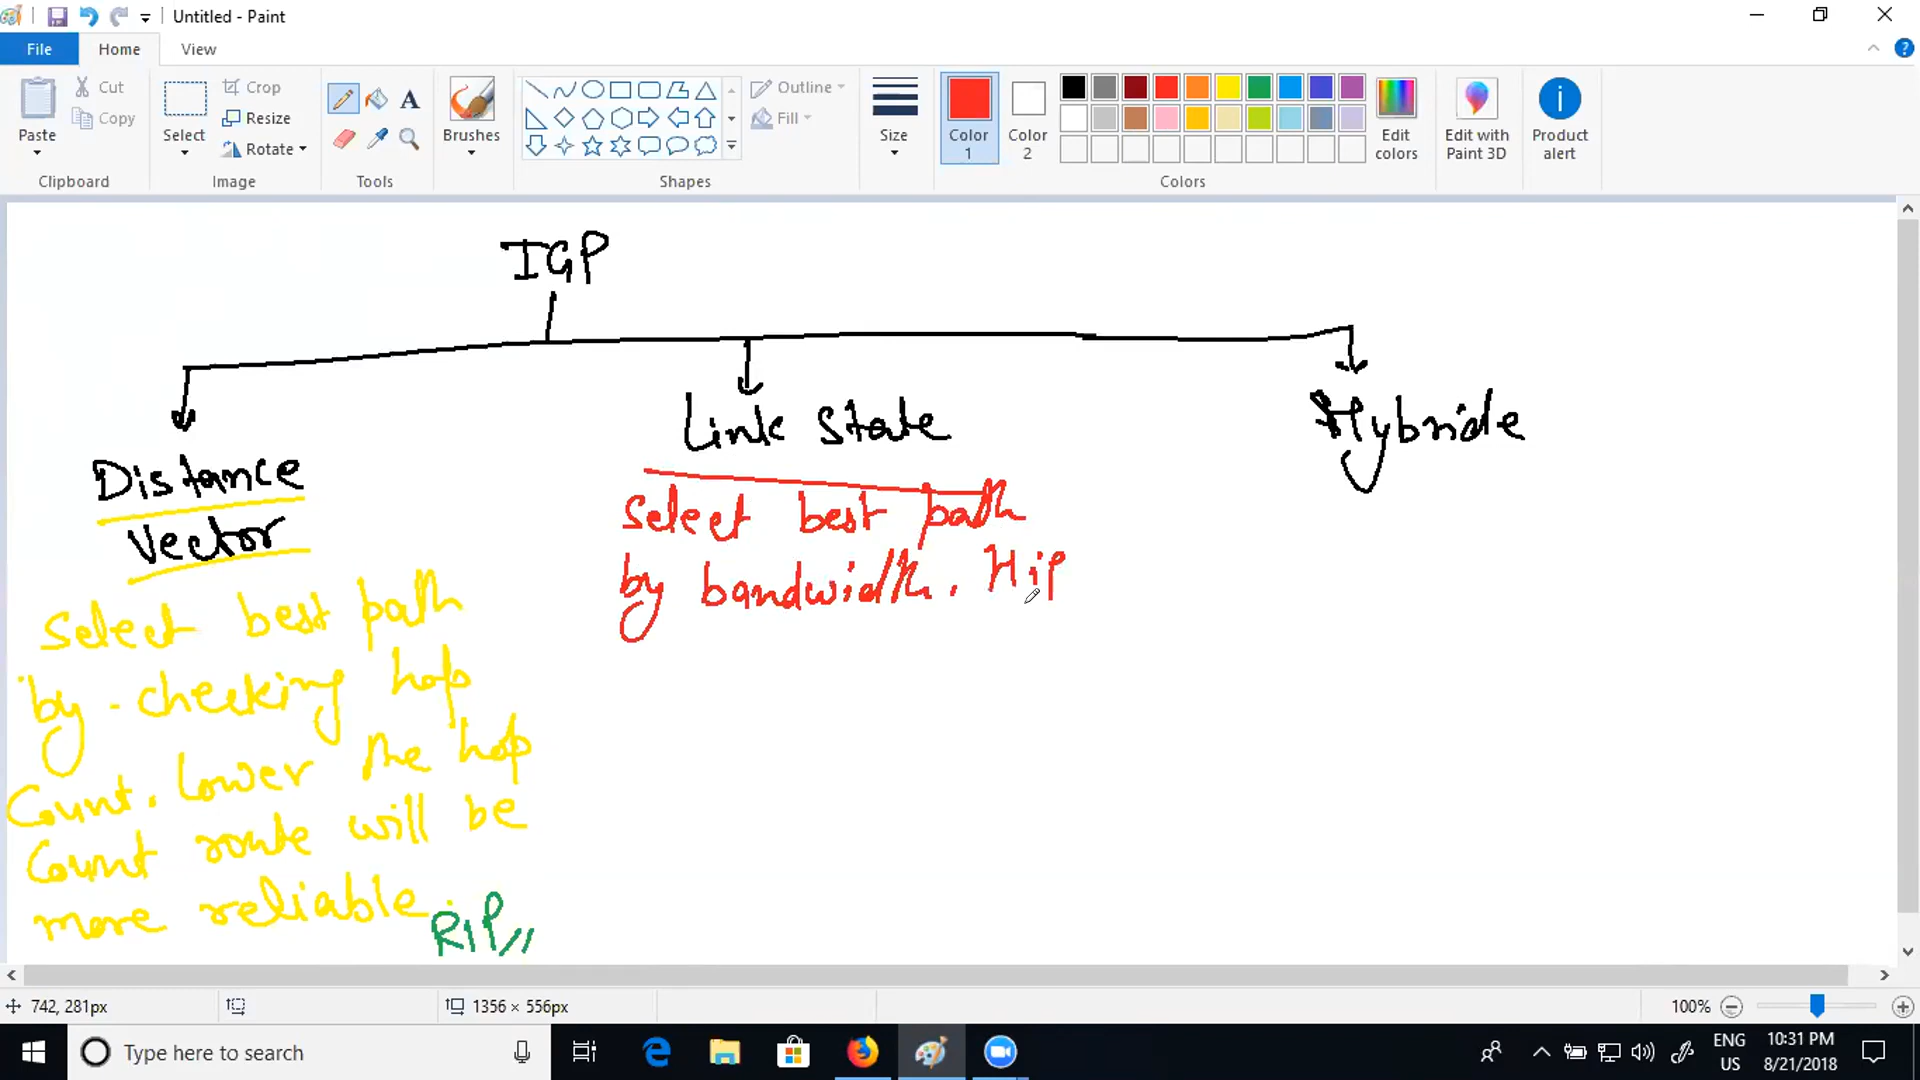 Untitled - Paint
File Home View
Paste
Cut
Copy
Clipboard
Select
Crop
Resize
Rotate
Image
Tools
Brushes
Shapes
Outline
Fill
Size
Color 1
Color 2
Colors
Edit colors
Edit with Paint 3D
Product alert
IGP
Distance
Vector
Link State
Hybride
Select best path
by bandwidth. Hip
Select best path
by - checking hop
Count. Lower the hop
Count route will be
more reliable.
RIP,,
742, 281px
1356 × 556px
100%
Type here to search
ENG
US
10:31 PM
8/21/2018